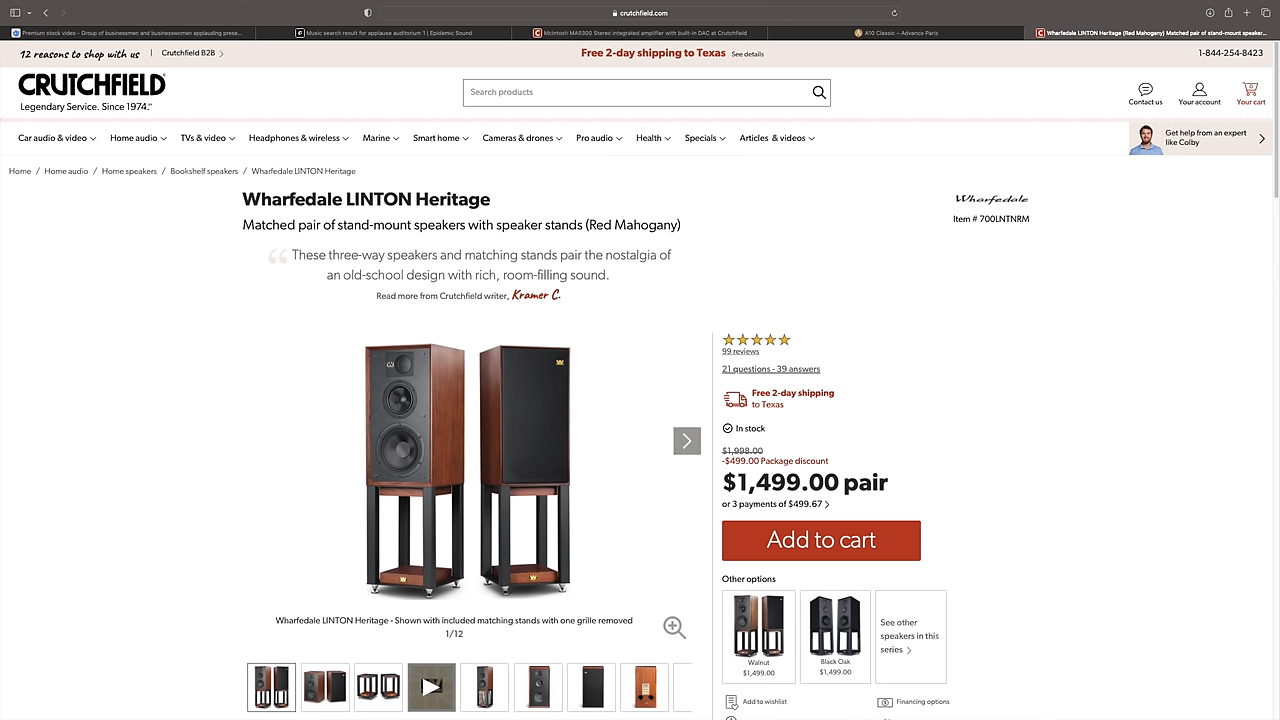 crutchfield.com
Premium stock video - Group of businessmen and businesswomen applauding prese...
Music search result for applause auditorium 1 | Epidemic Sound
McIntosh MA5300 Stereo integrated amplifier with built-in DAC at Crutchfield
A10 Classic – Advance Paris
Wharfedale LINTON Heritage (Red Mahogany) Matched pair of stand-mount speaker...
12 reasons to shop with us | Crutchfield B2B
Free 2-day shipping to Texas See details
1-844-254-8423
CRUTCHFIELD
Legendary Service. Since 1974.™
Search products
Contact us
Your account
0
Your cart
Car audio & video
Home audio
TVs & video
Headphones & wireless
Marine
Smart home
Cameras & drones
Pro audio
Health
Specials
Articles & videos
Get help from an expert
like Colby
Home / Home audio / Home speakers / Bookshelf speakers / Wharfedale LINTON Heritage
Wharfedale LINTON Heritage
Wharfedale
Matched pair of stand-mount speakers with speaker stands (Red Mahogany)
Item # 700LNTNRM
“ These three-way speakers and matching stands pair the nostalgia of
an old-school design with rich, room-filling sound.
Read more from Crutchfield writer, Kramer C.
99 reviews
21 questions - 39 answers
Free 2-day shipping
to Texas
In stock
$1,998.00
-$499.00 Package discount
$1,499.00 pair
or 3 payments of $499.67
Add to cart
Other options
Walnut
$1,499.00
Black Oak
$1,499.00
See other
speakers in this
series
Wharfedale LINTON Heritage - Shown with included matching stands with one grille removed
1/12
Add to wishlist
Financing options